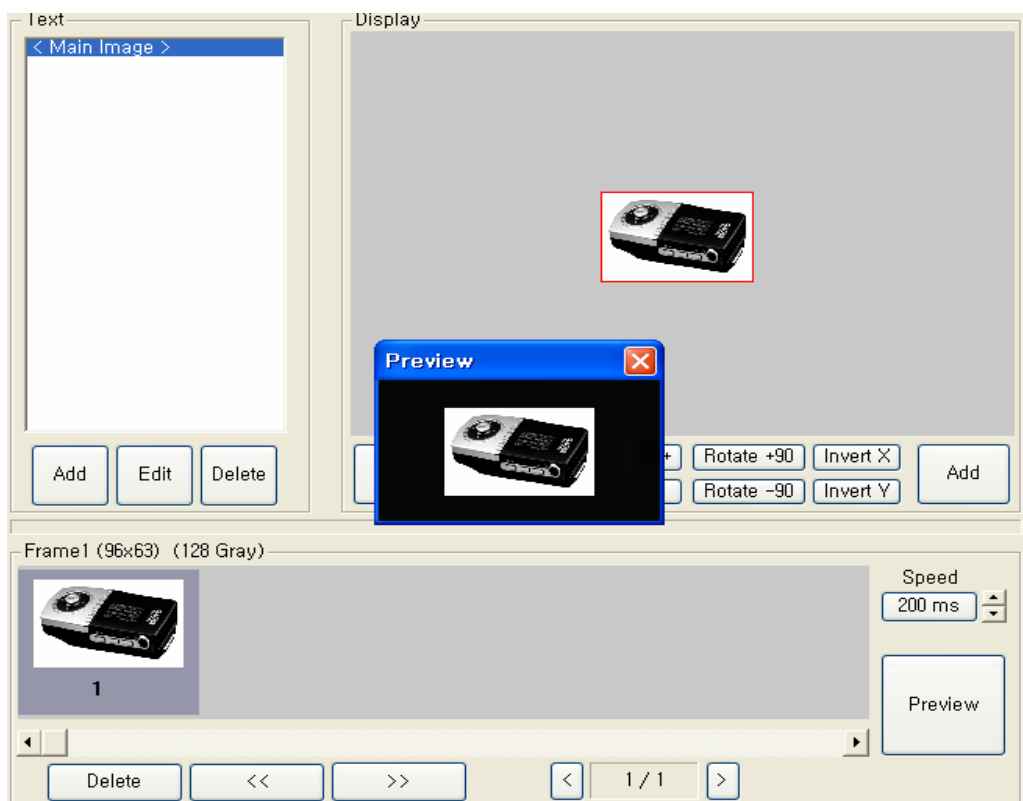 Text
Display
< Main Image >
Preview
Add
Edit
Delete
+
Rotate +90
Invert X
Add
Rotate -90
Invert Y
Frame1 (96x63) (128 Gray)
Speed
200 ms
1
Preview
Delete
<<
>>
<
1 / 1
>